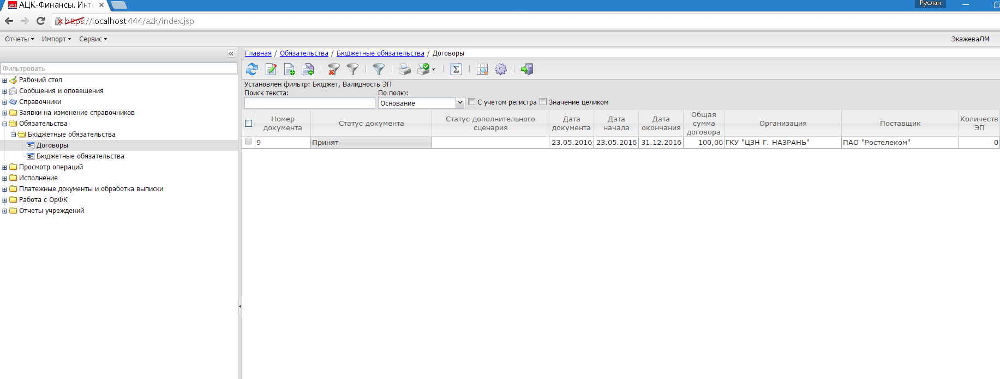 БФТ АЦК-Финансы. Инте
Руслан
https://localhost:444/azk/index.jsp
Отчеты Импорт Сервис ЭкажеваЛМ
Главная / Обязательства / Бюджетные обязательства / Договоры
Фильтровать
Рабочий стол
Сообщения и оповещения
Справочники
Заявки на изменение справочников
Обязательства
Бюджетные обязательства
Договоры
Бюджетные обязательства
Просмотр операций
Исполнение
Платежные документы и обработка выписки
Работа с ОрФК
Отчеты учреждений
Установлен фильтр: Бюджет, Валидность ЭП
Поиск текста: По полю:
Основание С учетом регистра Значение целиком
Номер документа Статус документа Статус дополнительного сценария Дата документа Дата начала Дата окончания Общая сумма договора Организация Поставщик Количеств ЭП
9 Принят 23.05.2016 23.05.2016 31.12.2016 100,00 ГКУ "ЦЗН Г. НАЗРАНЬ" ПАО "Ростелеком" 0